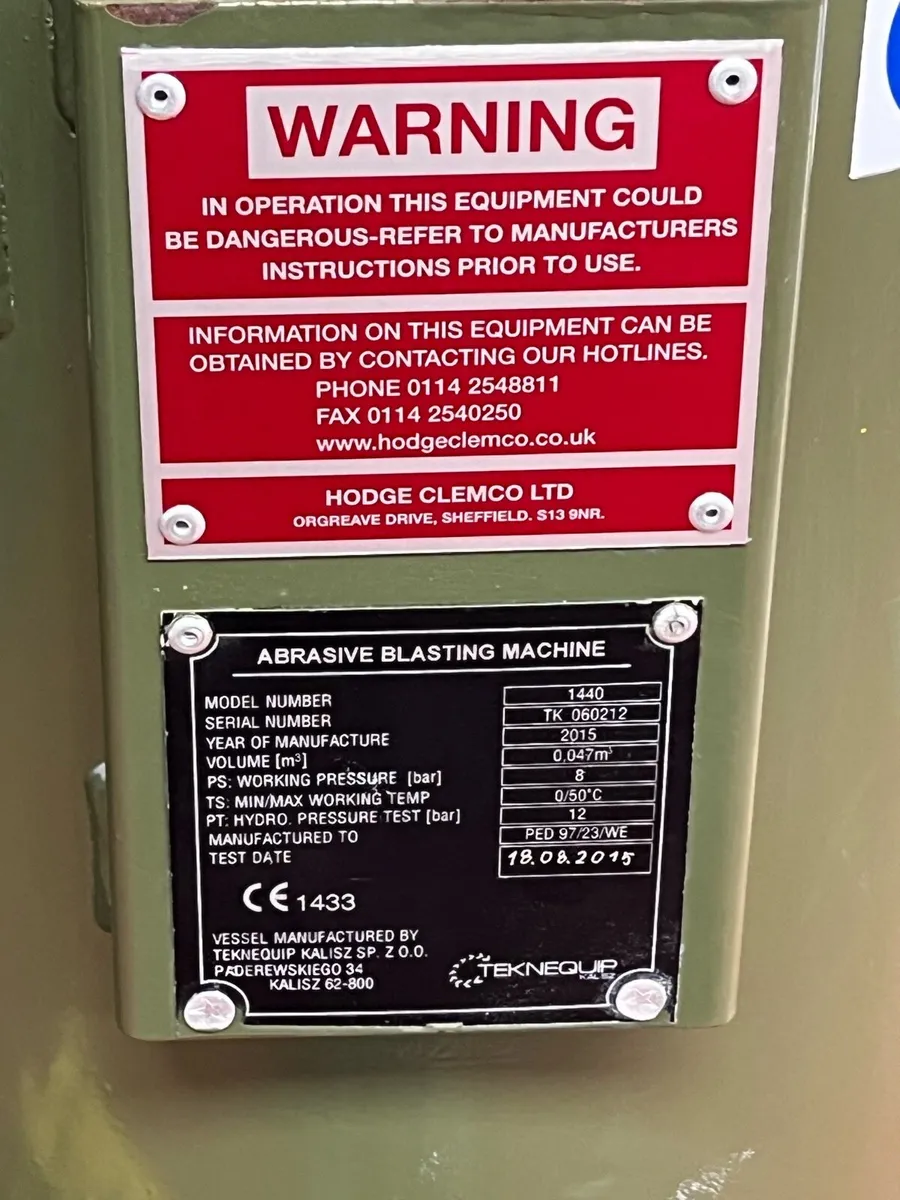 WARNING
IN OPERATION THIS EQUIPMENT COULD
BE DANGEROUS-REFER TO MANUFACTURERS
INSTRUCTIONS PRIOR TO USE.
INFORMATION ON THIS EQUIPMENT CAN BE
OBTAINED BY CONTACTING OUR HOTLINES.
PHONE 0114 2548811
FAX 0114 2540250
www.hodgeclemco.co.uk
HODGE CLEMCO LTD
ORGREAVE DRIVE, SHEFFIELD. S13 9NR.
ABRASIVE BLASTING MACHINE
MODEL NUMBER 1440
SERIAL NUMBER TK 060212
YEAR OF MANUFACTURE 2015
VOLUME [m³] 0,047m³
PS: WORKING PRESSURE [bar] 8
TS: MIN/MAX WORKING TEMP 0/50°C
PT: HYDRO. PRESSURE TEST [bar] 12
MANUFACTURED TO PED 97/23/WE
TEST DATE 18.08.2015
CE 1433
VESSEL MANUFACTURED BY
TEKNEQUIP KALISZ SP. Z O.O.
PADEREWSKIEGO 34
KALISZ 62-800
TEKNEQUIP
KALISZ